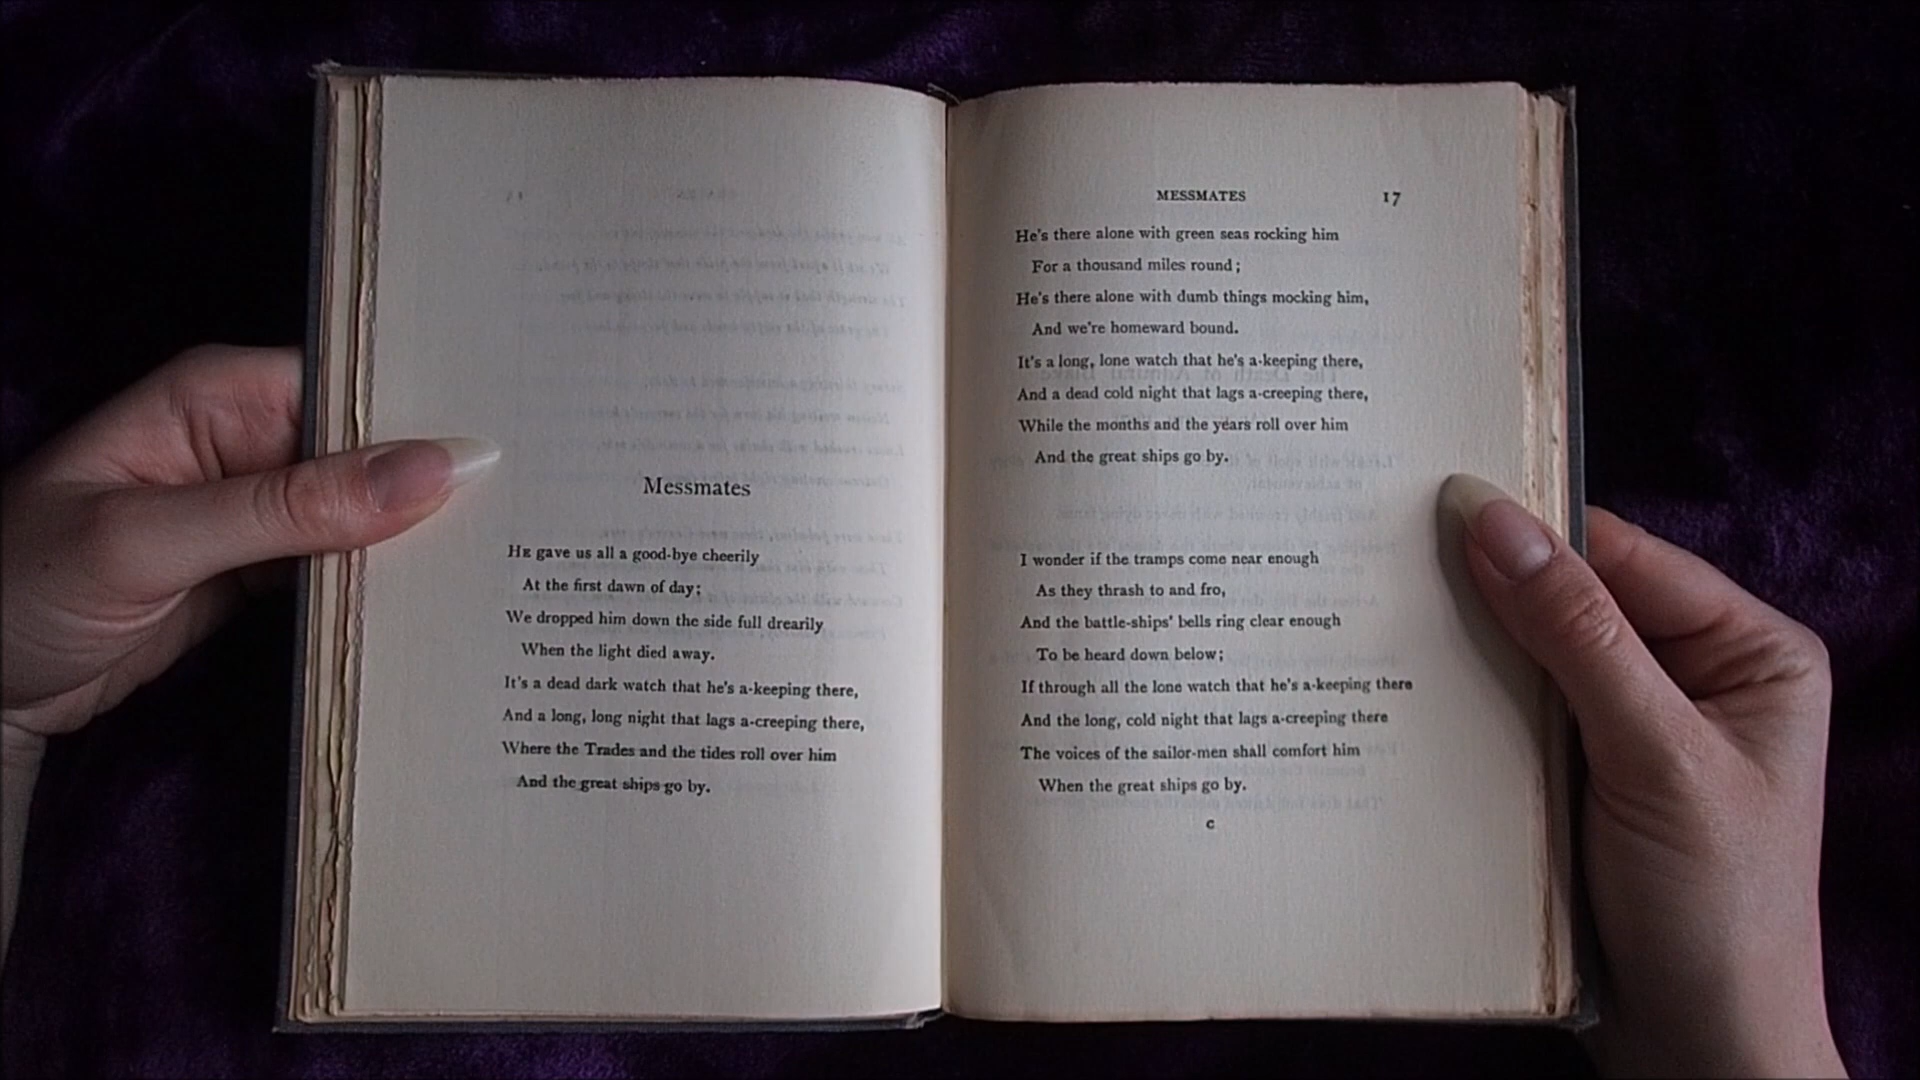 Messmates
HE gave us all a good-bye cheerily
At the first dawn of day;
We dropped him down the side full drearily
When the light died away.
It's a dead dark watch that he's a-keeping there,
And a long, long night that lags a-creeping there,
Where the Trades and the tides roll over him
And the great ships go by.
MESSMATES 17
He's there alone with green seas rocking him
For a thousand miles round;
He's there alone with dumb things mocking him,
And we're homeward bound.
It's a long, lone watch that he's a-keeping there,
And a dead cold night that lags a-creeping there,
While the months and the years roll over him
And the great ships go by.
I wonder if the tramps come near enough
As they thrash to and fro,
And the battle-ships' bells ring clear enough
To be heard down below;
If through all the lone watch that he's a-keeping there
And the long, cold night that lags a-creeping there
The voices of the sailor-men shall comfort him
When the great ships go by.
C